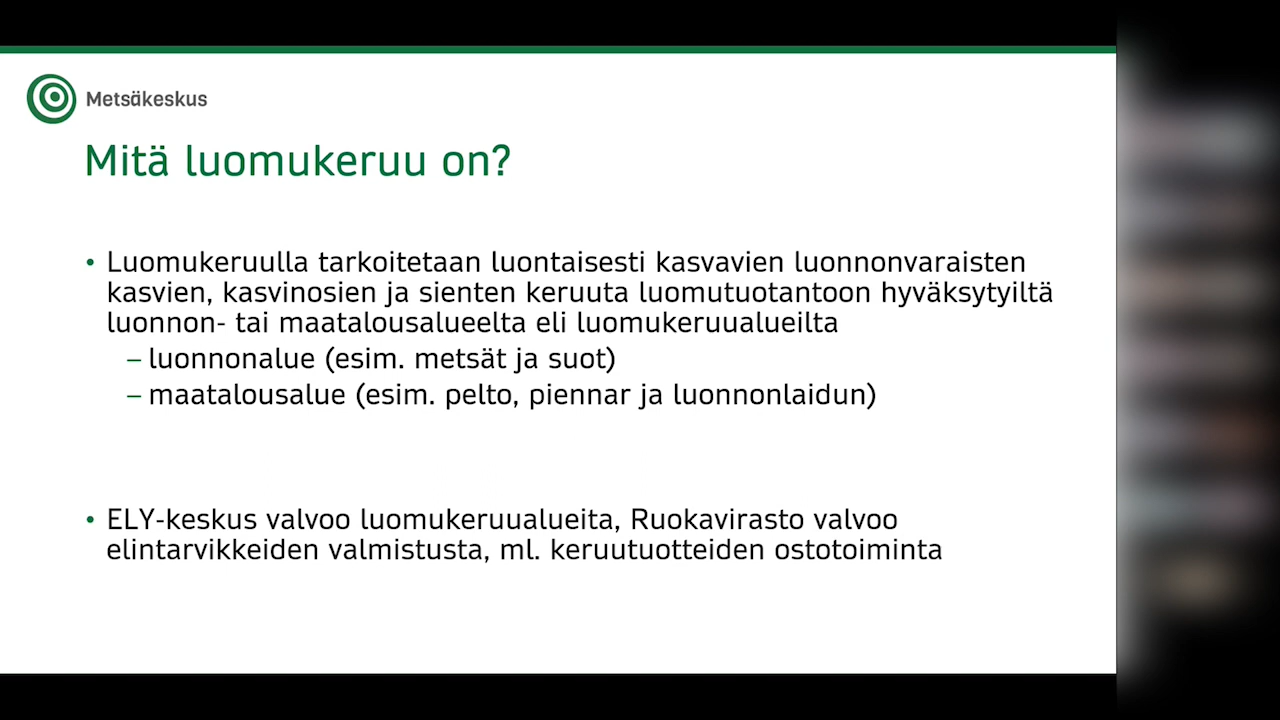 Metsäkeskus
Mitä luomukeruu on?
• Luomukeruulla tarkoitetaan luontaisesti kasvavien luonnonvaraisten
kasvien, kasvinosien ja sienten keruuta luomutuotantoon hyväksytyiltä
luonnon- tai maatalousalueelta eli luomukeruualueilta
– luonnonalue (esim. metsät ja suot)
– maatalousalue (esim. pelto, piennar ja luonnonlaidun)
• ELY-keskus valvoo luomukeruualueita, Ruokavirasto valvoo
elintarvikkeiden valmistusta, ml. keruutuotteiden ostotoiminta